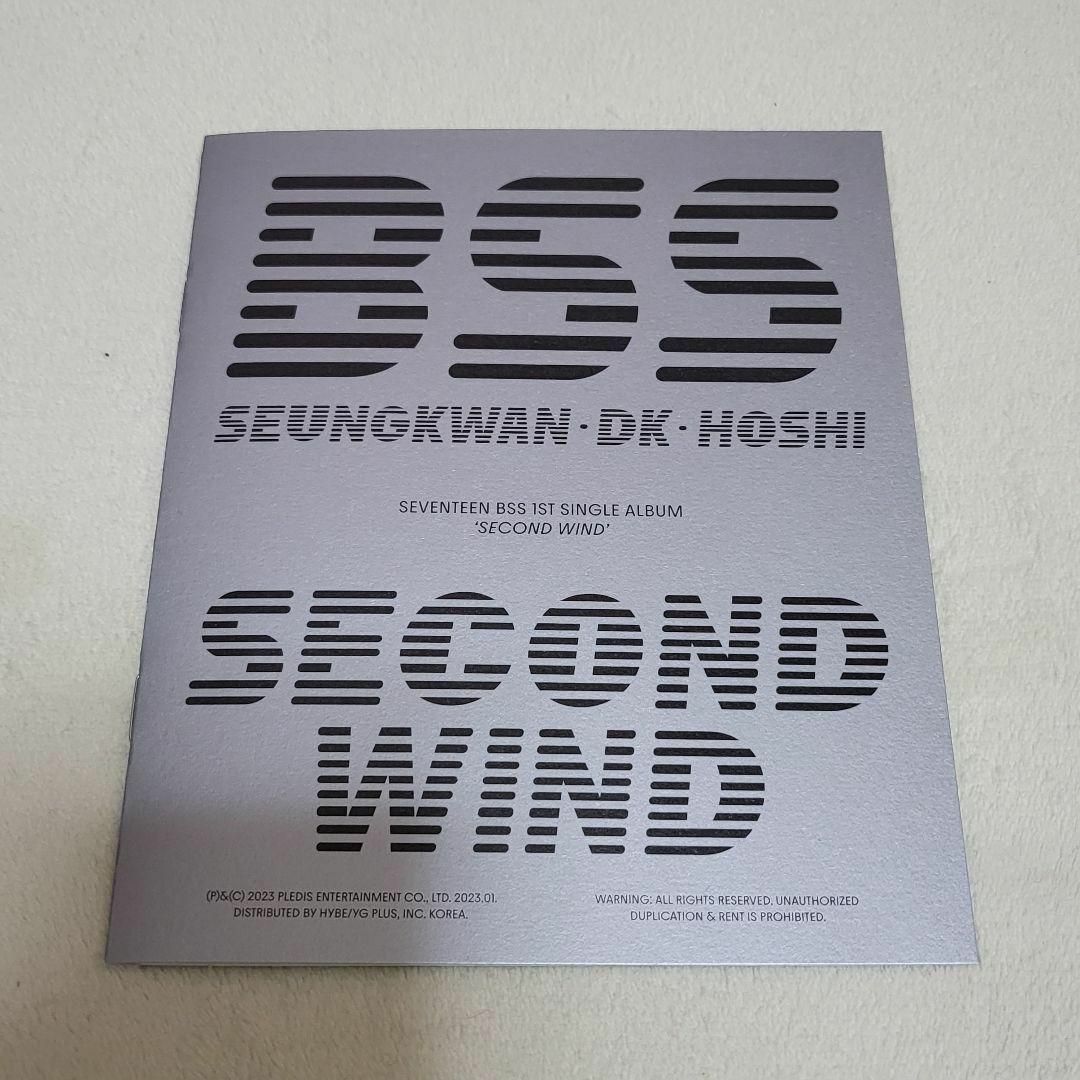 BSS
SEUNGKWAN·DK·HOSHI
SEVENTEEN BSS 1ST SINGLE ALBUM
‘SECOND WIND’
SECOND
WIND
(P)&(C) 2023 PLEDIS ENTERTAINMENT CO., LTD. 2023.01.
DISTRIBUTED BY HYBE/YG PLUS, INC. KOREA.
WARNING: ALL RIGHTS RESERVED, UNAUTHORIZED
DUPLICATION & RENT IS PROHIBITED.